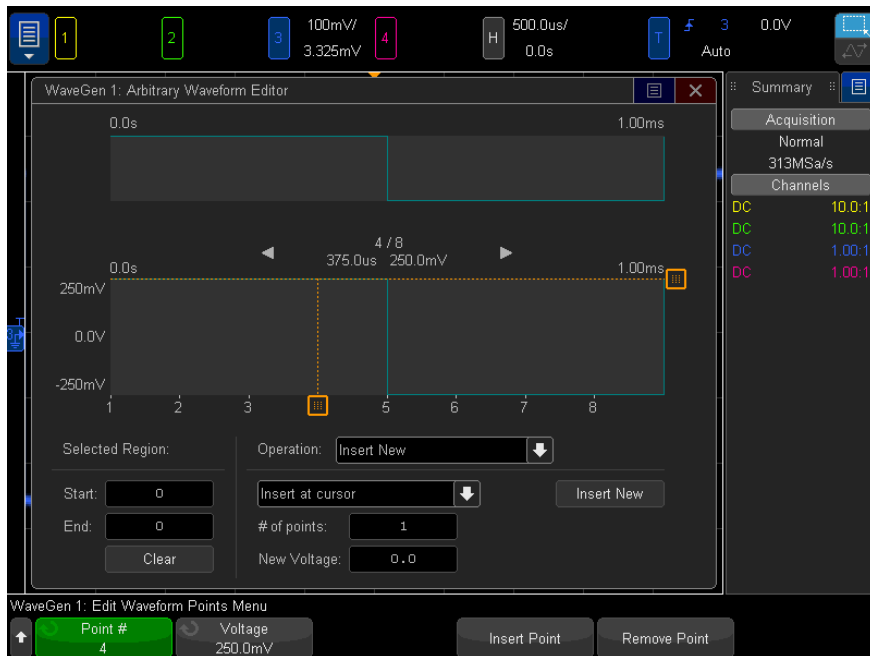 1 2 3 100mV/ 4 H 500.0us/ T 3 0.0V
3.325mV 0.0s Auto
WaveGen 1: Arbitrary Waveform Editor
Summary
0.0s 1.00ms
Acquisition
Normal
313MSa/s
Channels
DC 10.0:1
DC 10.0:1
DC 1.00:1
DC 1.00:1
4 / 8
375.0us 250.0mV
0.0s 1.00ms
250mV
0.0V
-250mV
1 2 3 5 6 7 8
Selected Region:
Operation: Insert New
Start: 0
Insert at cursor
Insert New
End: 0
# of points: 1
Clear
New Voltage: 0.0
WaveGen 1: Edit Waveform Points Menu
Point # Voltage
4 250.0mV
Insert Point Remove Point